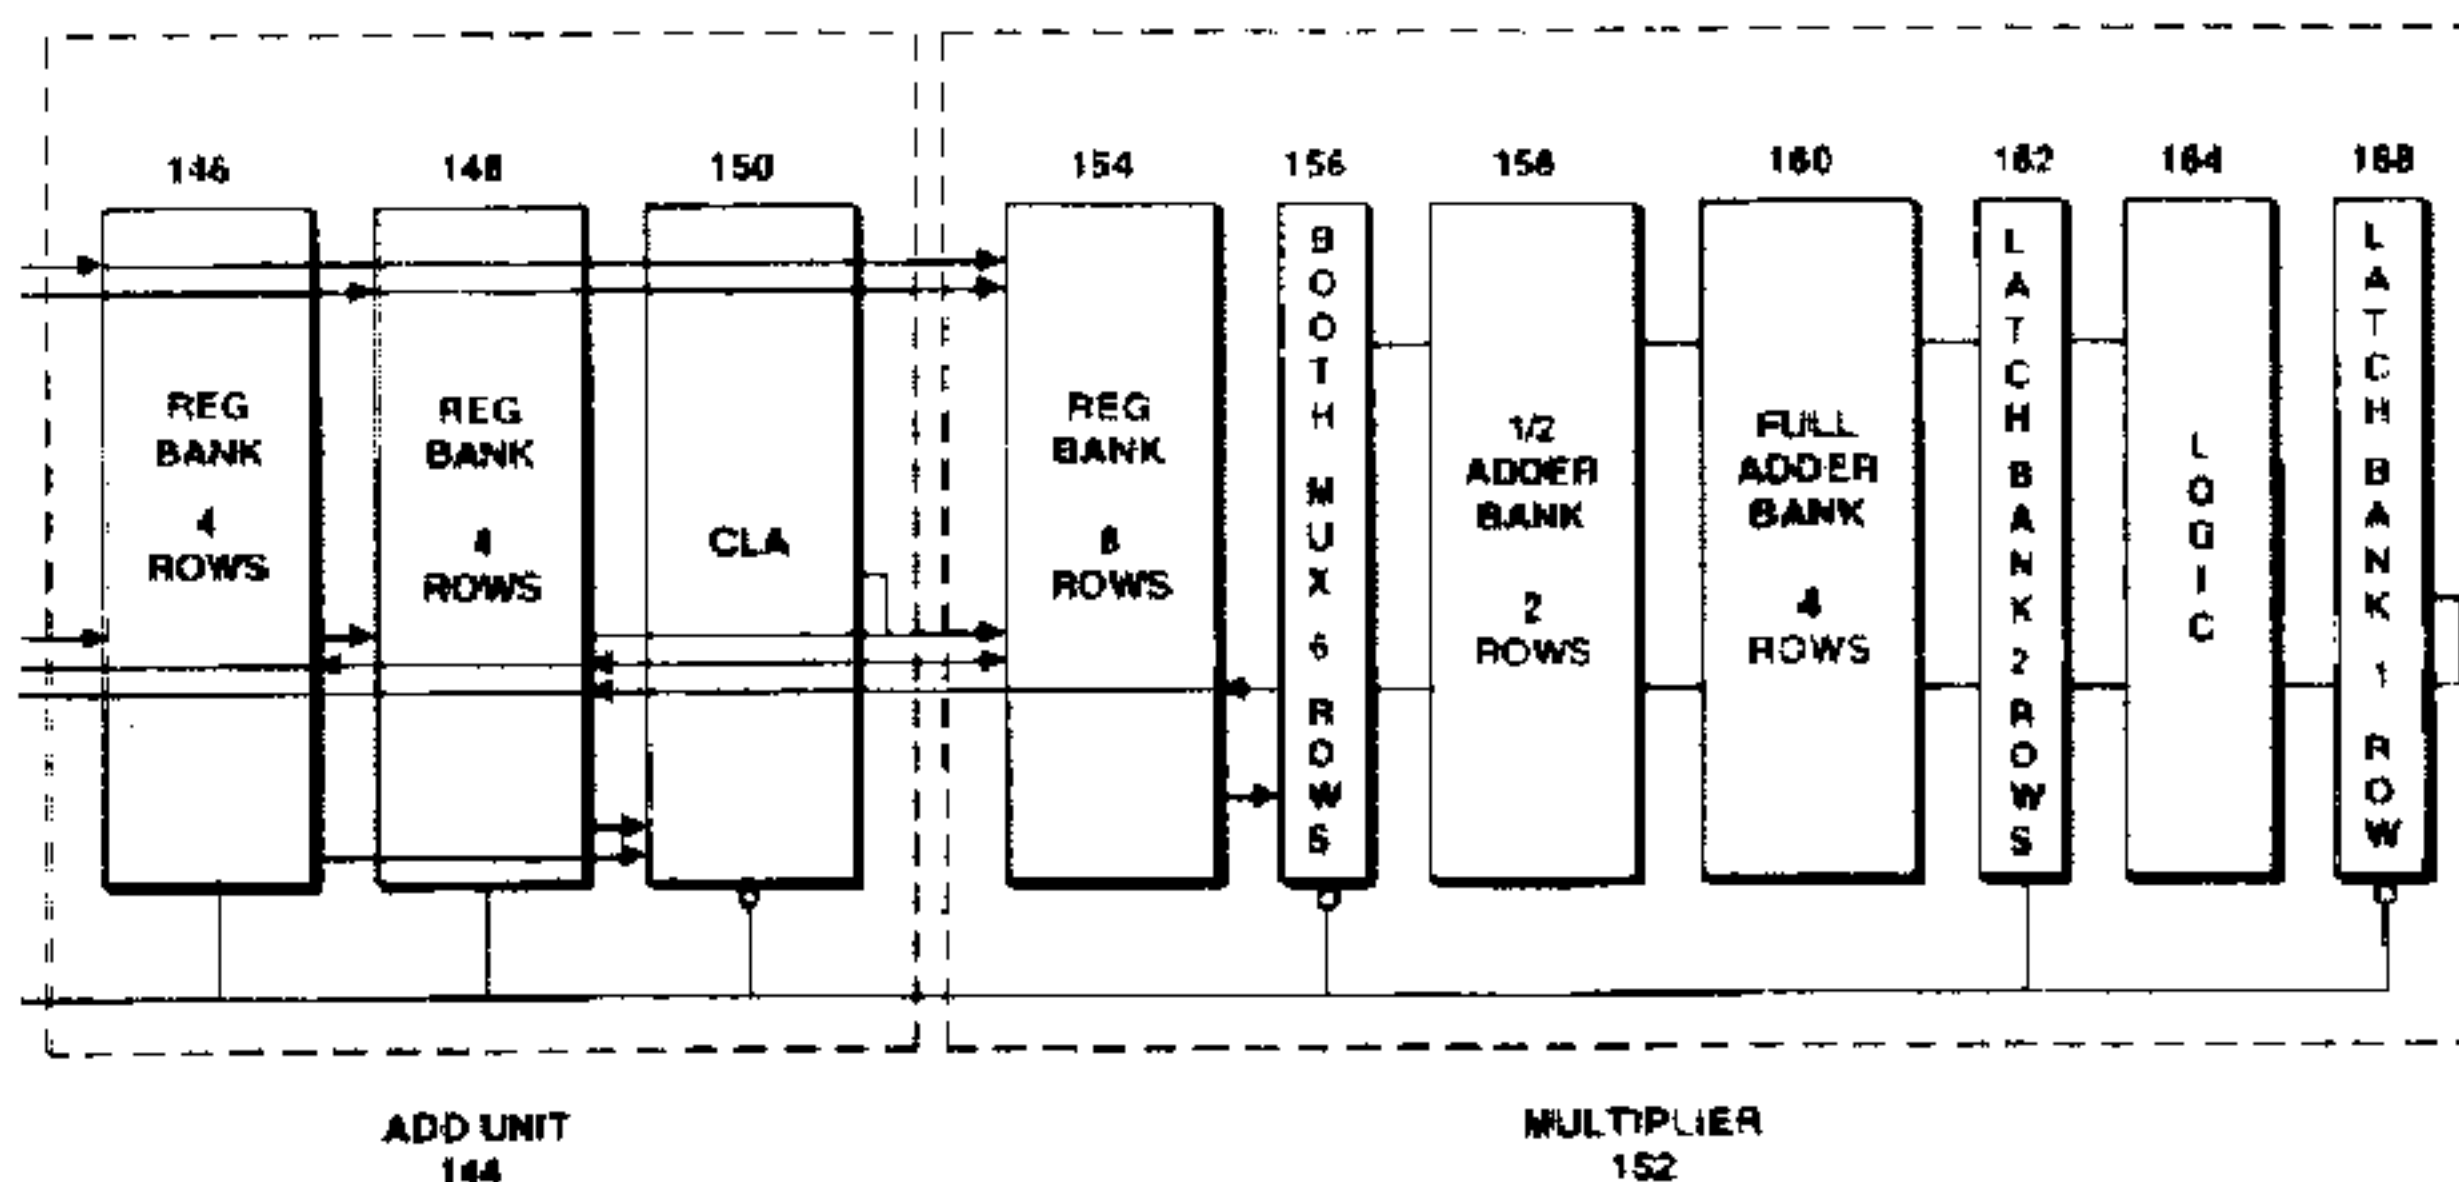 146
148
150
154
156
158
160
162
164
168
REG
BANK
4
ROWS
REG
BANK
4
ROWS
CLA
REG
BANK
8
ROWS
BOOTH MUX 6 ROWS
1/2
ADDER
BANK
2
ROWS
FULL
ADDER
BANK
4
ROWS
LATCH BANK 2 ROWS
LOGIC
LATCH BANK 1 ROW
ADD UNIT
144
MULTIPLIER
152